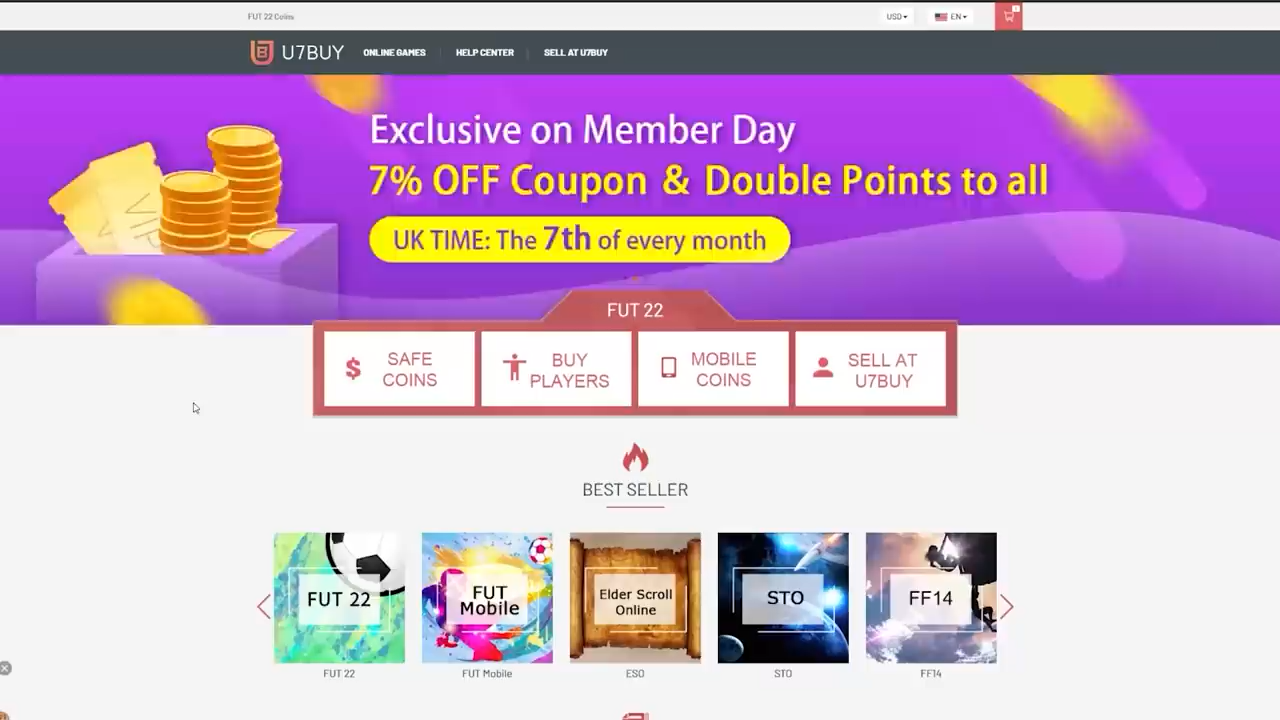 FUT 22 Coins
USD
EN
1
U7BUY
ONLINE GAMES
HELP CENTER
SELL AT U7BUY
Exclusive on Member Day
7% OFF Coupon & Double Points to all
UK TIME: The 7th of every month
VIP
FUT 22
SAFE
COINS
BUY
PLAYERS
MOBILE
COINS
SELL AT
U7BUY
BEST SELLER
FUT 22
FUT
Mobile
Elder Scroll
Online
STO
FF14
FUT 22
FUT Mobile
ESO
STO
FF14